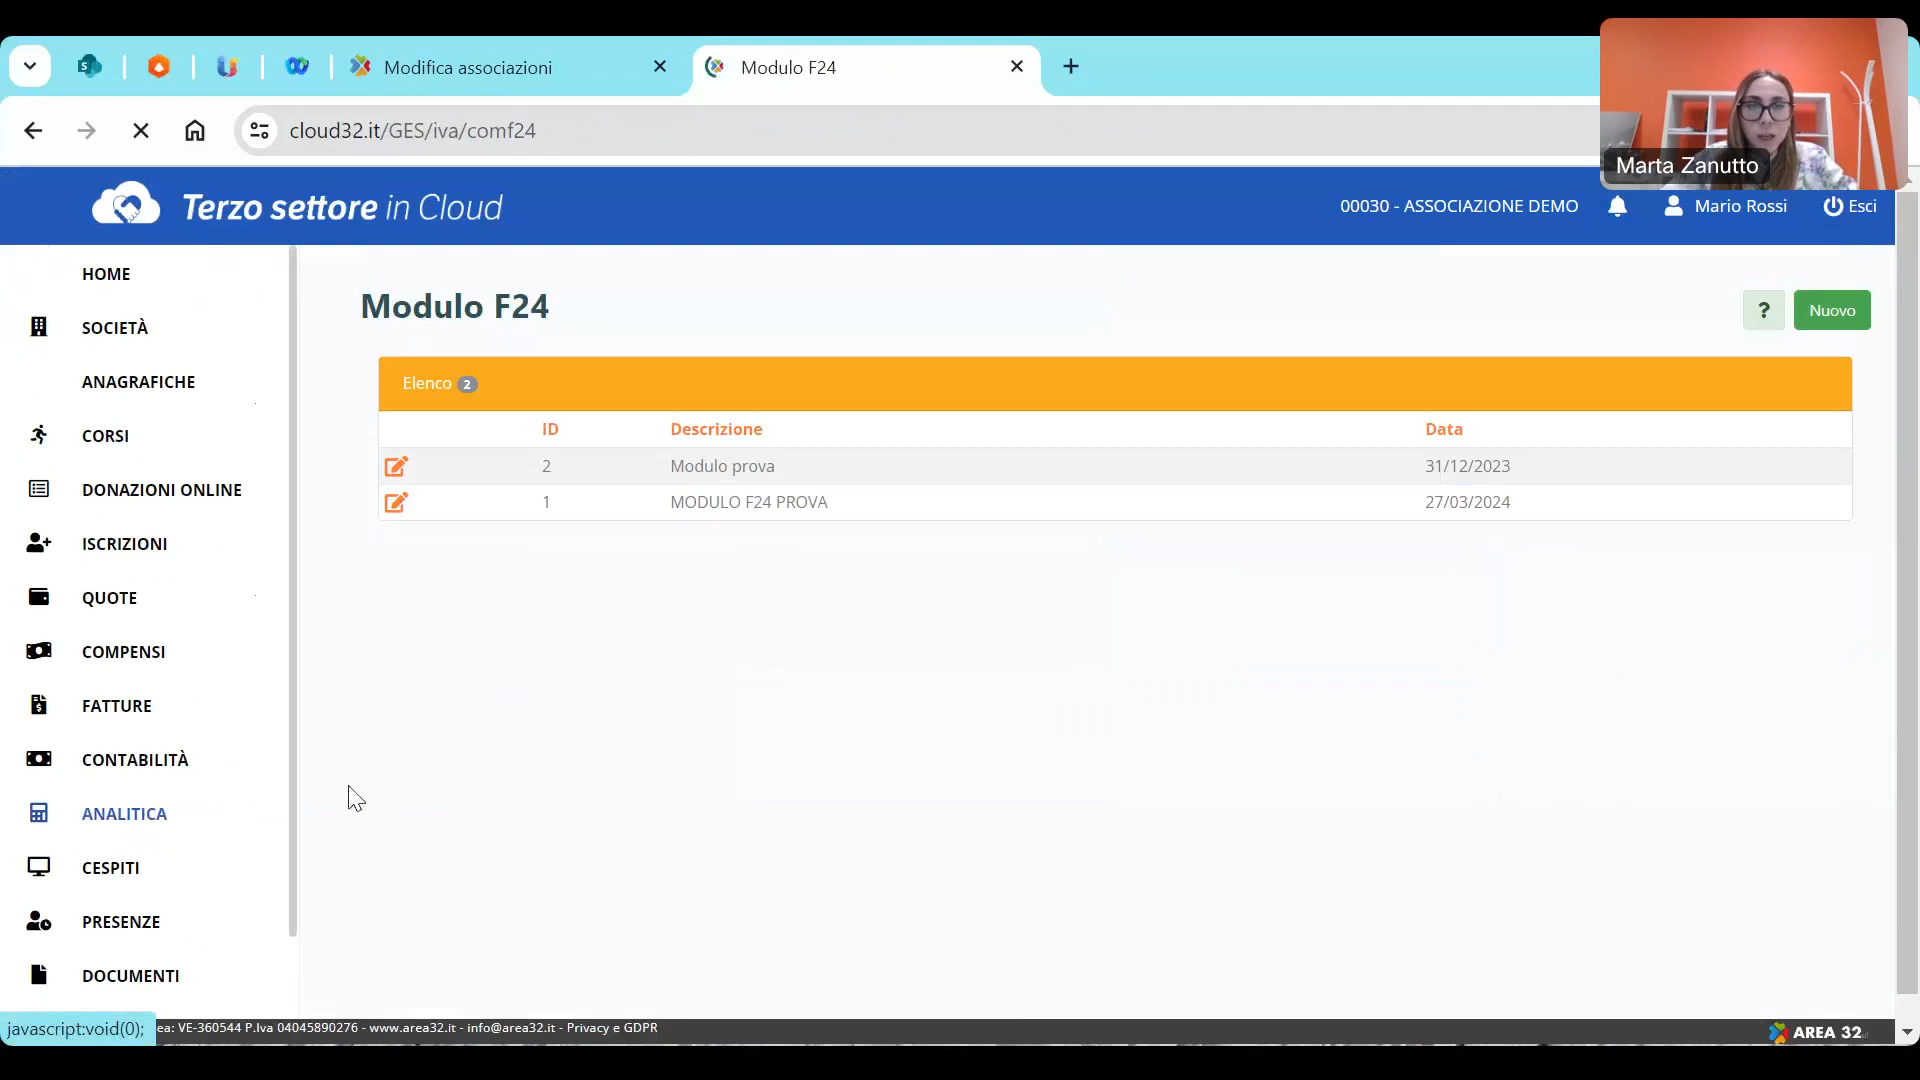 Modifica associazioni
Modulo F24
cloud32.it/GES/iva/comf24
Marta Zanutto
Terzo settore in Cloud
00030 - ASSOCIAZIONE DEMO
Mario Rossi
Esci
HOME
SOCIETÀ
ANAGRAFICHE
CORSI
DONAZIONI ONLINE
ISCRIZIONI
QUOTE
COMPENSI
FATTURE
CONTABILITÀ
ANALITICA
CESPITI
PRESENZE
DOCUMENTI
Modulo F24
?
Nuovo
Elenco 2
ID Descrizione Data
2 Modulo prova 31/12/2023
1 MODULO F24 PROVA 27/03/2024
javascript:void(0);
ea: VE-360544 P.Iva 04045890276 - www.area32.it - info@area32.it - Privacy e GDPR
AREA 32